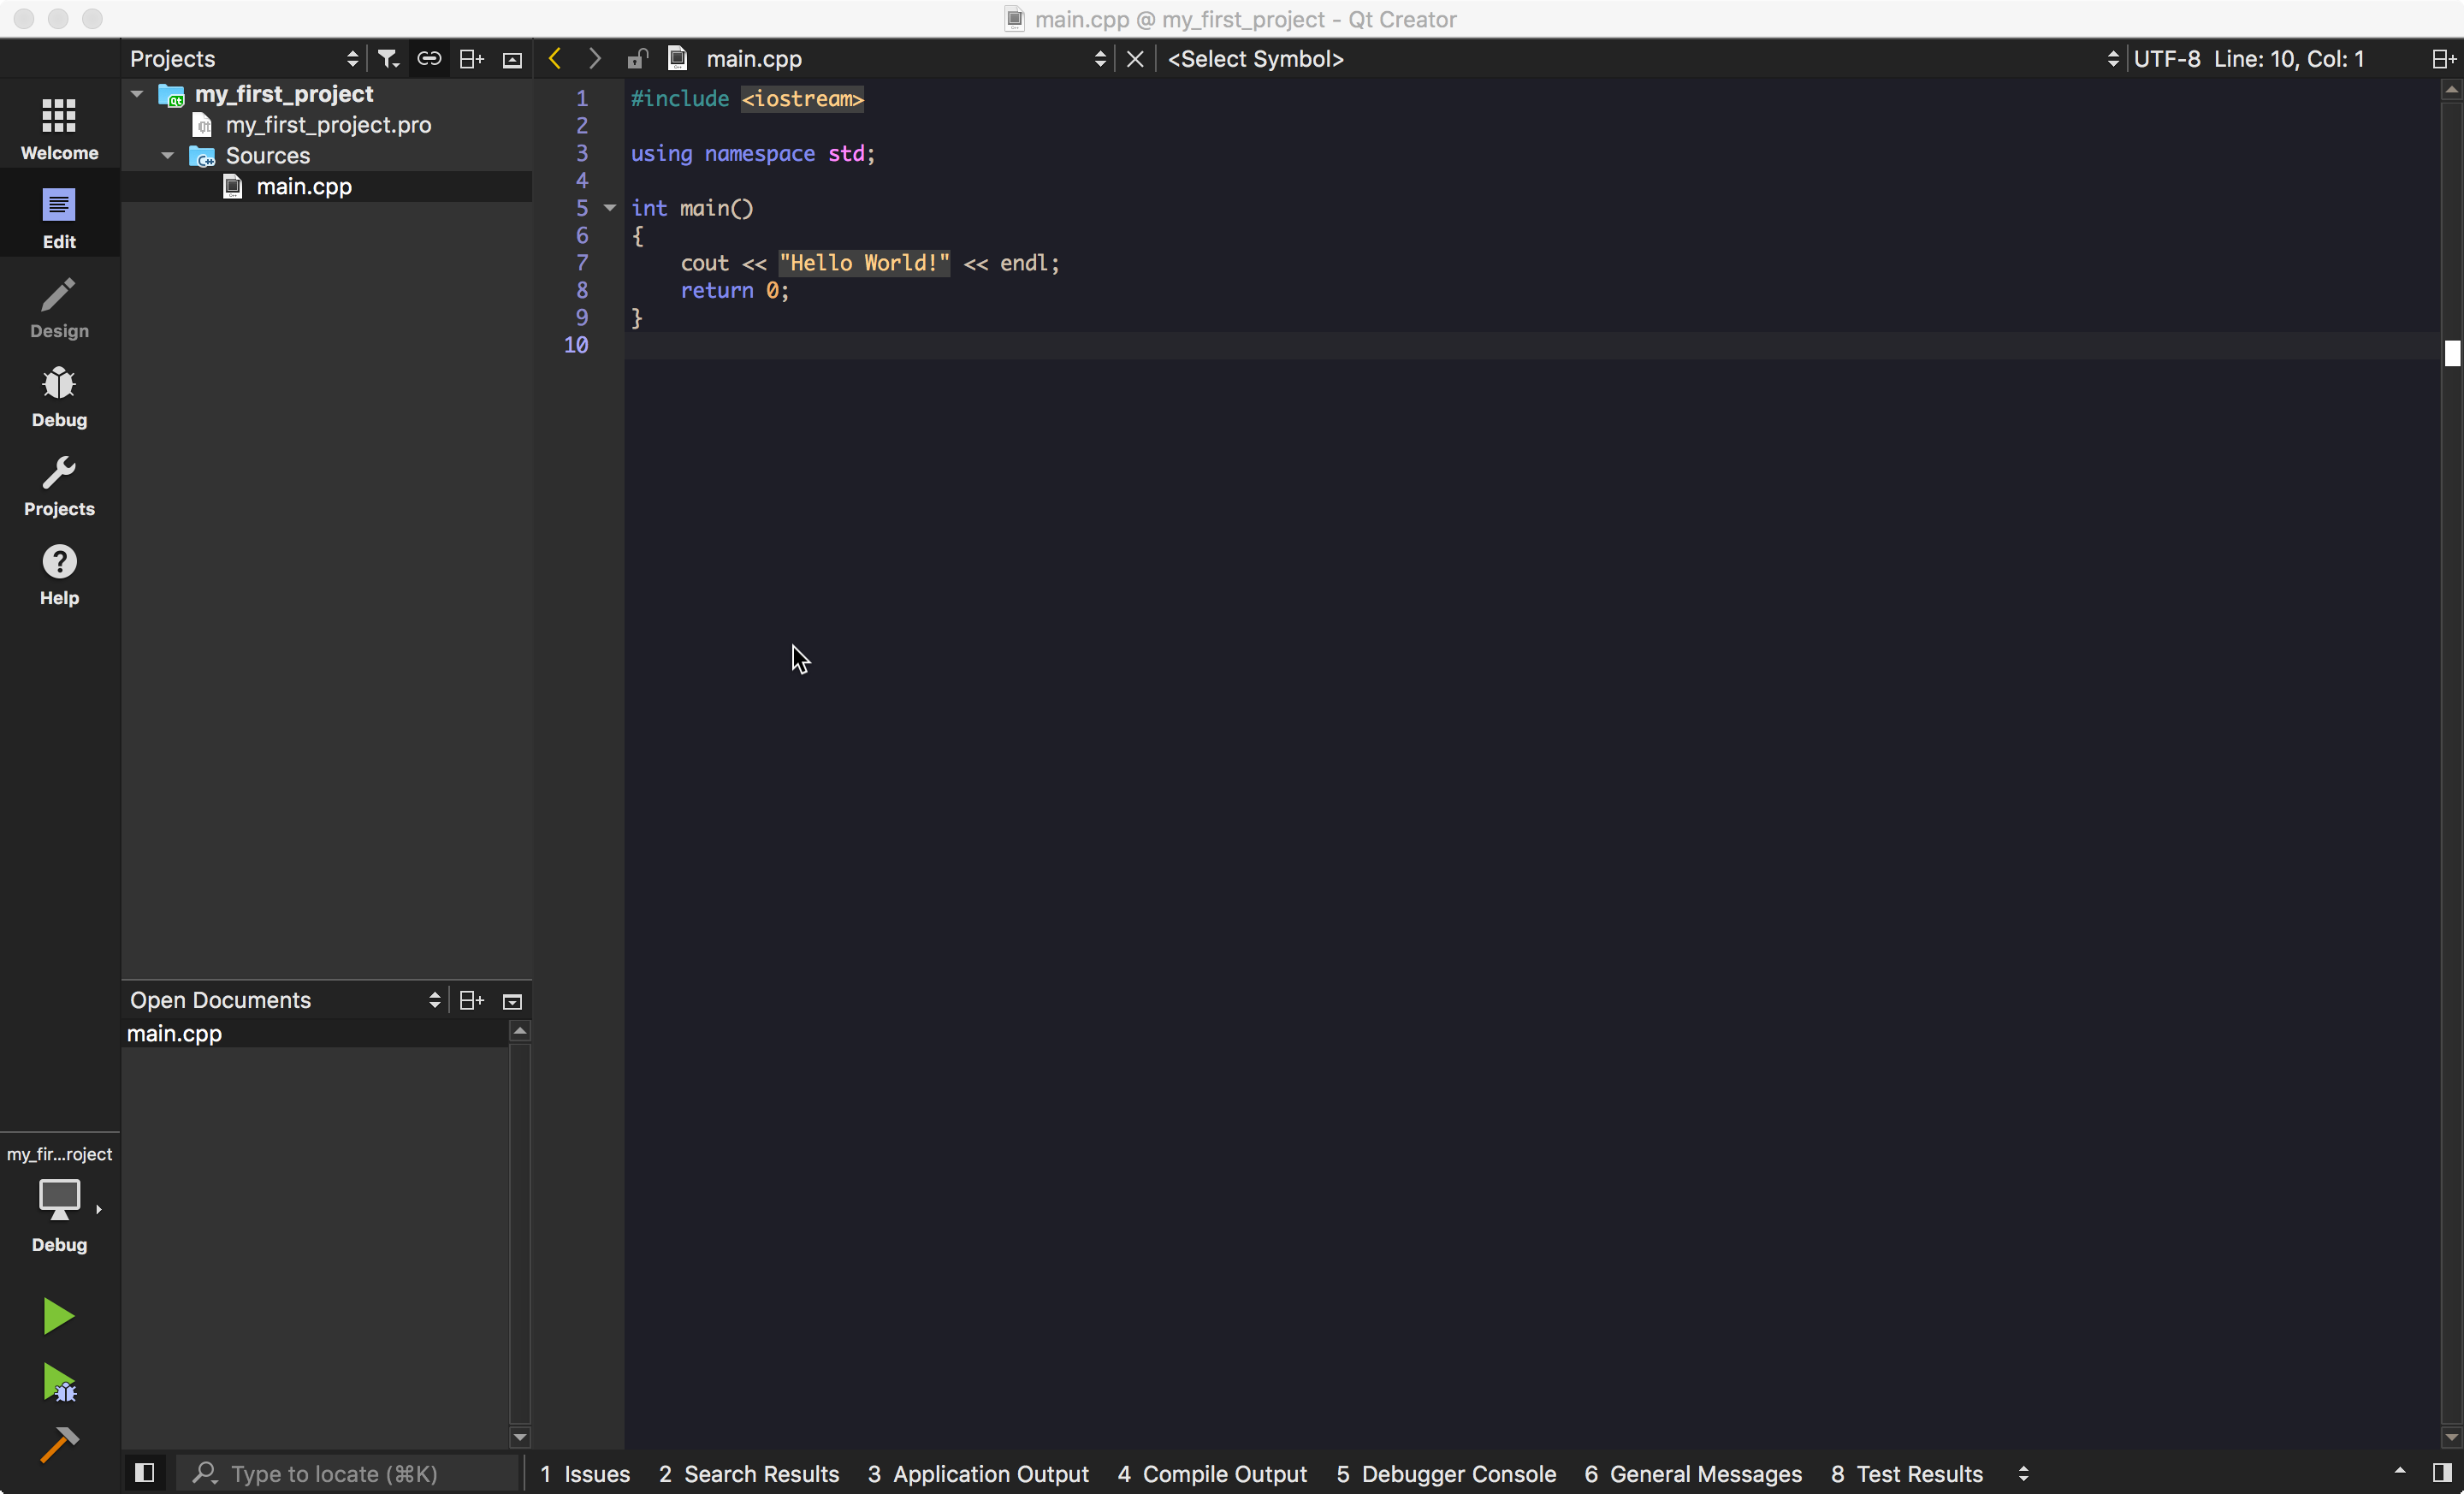 main.cpp @ my_first_project - Qt Creator
Projects
main.cpp
<Select Symbol>
UTF-8 Line: 10, Col: 1
Welcome
Edit
Design
Debug
Projects
Help
my_first_project
my_first_project.pro
Sources
main.cpp
1 #include <iostream>
2
3 using namespace std;
4
5 int main()
6 {
7     cout << "Hello World!" << endl;
8     return 0;
9 }
10
Open Documents
main.cpp
my_fir...roject
Debug
Type to locate (⌘K)
1 Issues 2 Search Results 3 Application Output 4 Compile Output 5 Debugger Console 6 General Messages 8 Test Results